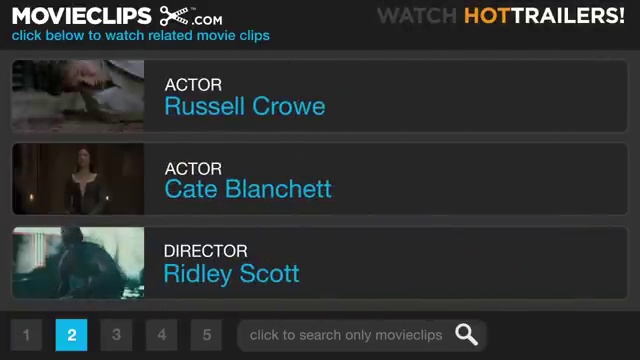 MOVIECLIPS .COM™
WATCH HOTTRAILERS!
click below to watch related movie clips
ACTOR
Russell Crowe
ACTOR
Cate Blanchett
DIRECTOR
Ridley Scott
1 2 3 4 5 click to search only movieclips